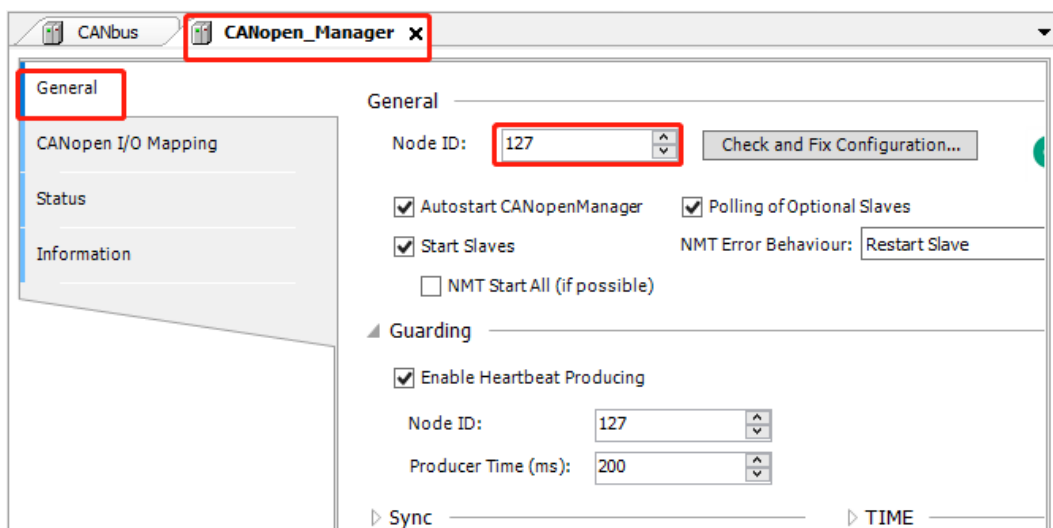 CANbus
CANopen_Manager
General
CANopen I/O Mapping
Status
Information
General
Node ID: 127 Check and Fix Configuration...
Autostart CANopenManager Polling of Optional Slaves
Start Slaves NMT Error Behaviour: Restart Slave
NMT Start All (if possible)
Guarding
Enable Heartbeat Producing
Node ID: 127
Producer Time (ms): 200
Sync TIME